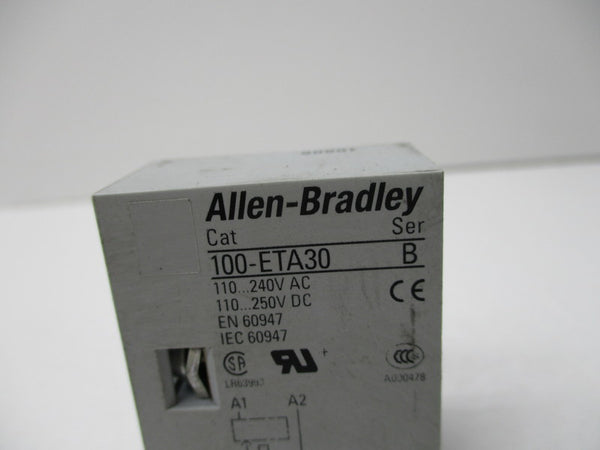 Allen-Bradley
Cat Ser
100-ETA30 B
110...240V AC
110...250V DC
EN 60947
IEC 60947
CE
A1 A2